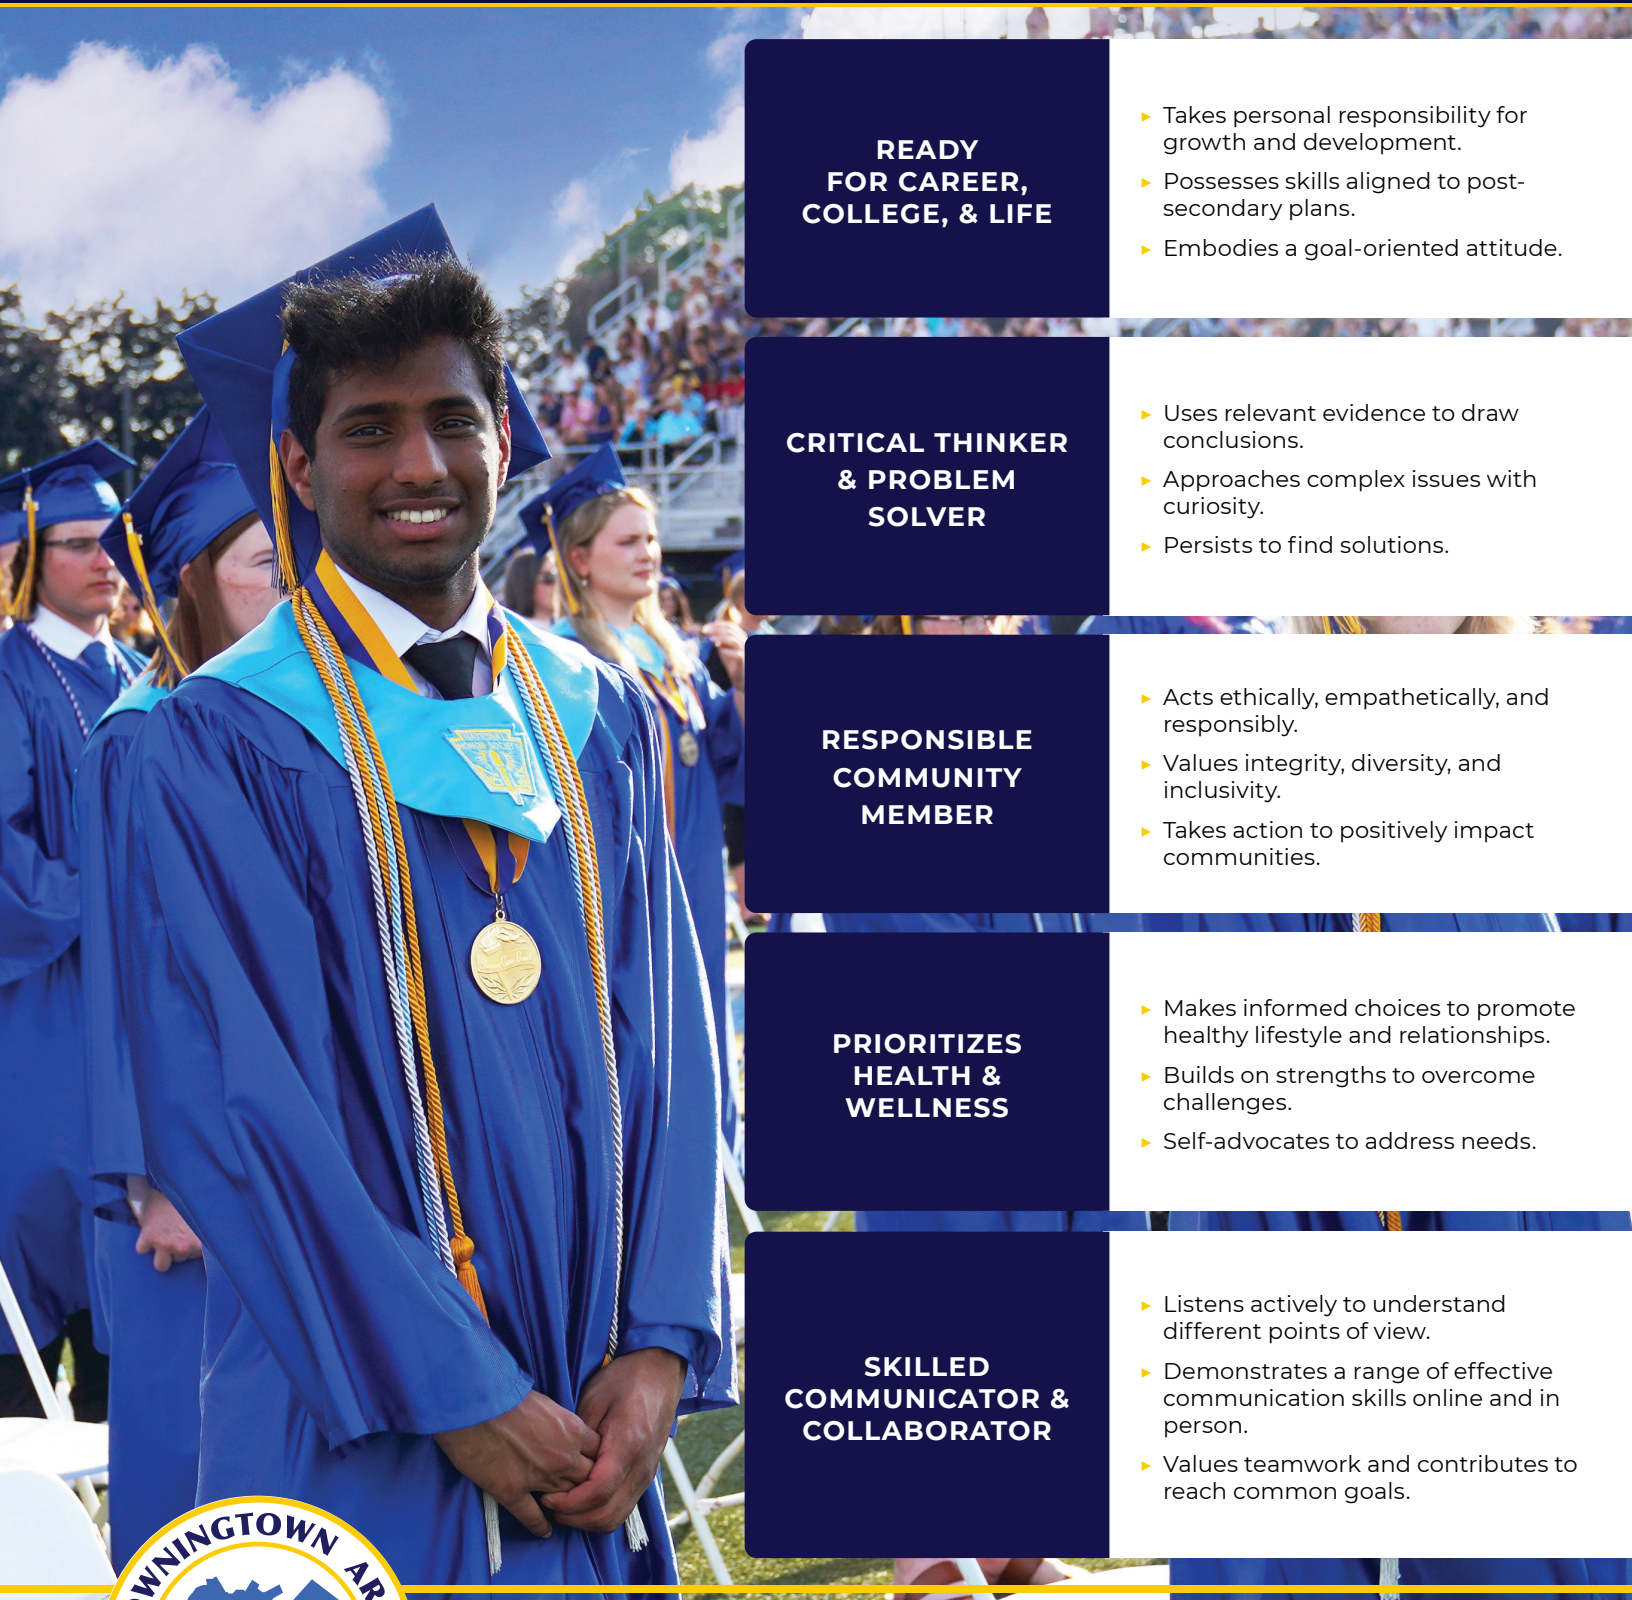 READY
FOR CAREER,
COLLEGE, & LIFE
▸ Takes personal responsibility for
growth and development.
▸ Possesses skills aligned to post-
secondary plans.
▸ Embodies a goal-oriented attitude.
CRITICAL THINKER
& PROBLEM
SOLVER
▸ Uses relevant evidence to draw
conclusions.
▸ Approaches complex issues with
curiosity.
▸ Persists to find solutions.
RESPONSIBLE
COMMUNITY
MEMBER
▸ Acts ethically, empathetically, and
responsibly.
▸ Values integrity, diversity, and
inclusivity.
▸ Takes action to positively impact
communities.
PRIORITIZES
HEALTH &
WELLNESS
▸ Makes informed choices to promote
healthy lifestyle and relationships.
▸ Builds on strengths to overcome
challenges.
▸ Self-advocates to address needs.
SKILLED
COMMUNICATOR &
COLLABORATOR
▸ Listens actively to understand
different points of view.
▸ Demonstrates a range of effective
communication skills online and in
person.
▸ Values teamwork and contributes to
reach common goals.
NATIONAL
HONOR SOCIETY
OWNINGTOWN AR